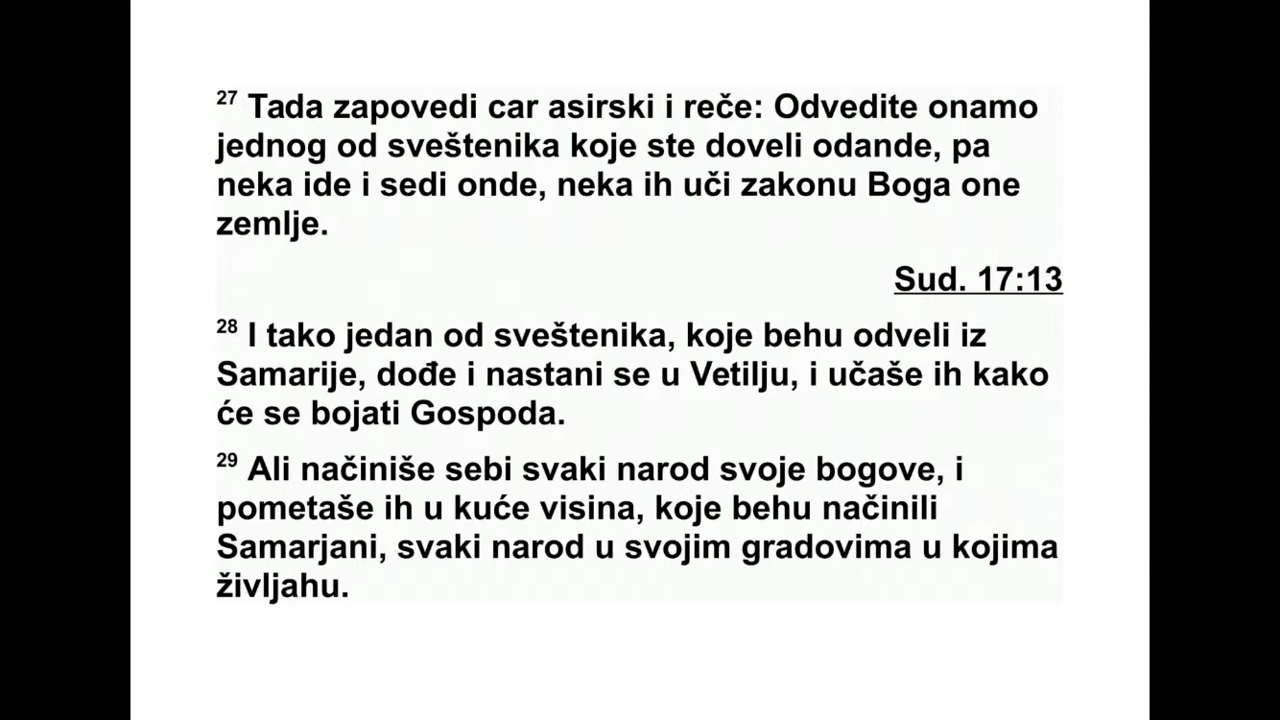 27 Tada zapovedi car asirski i reče: Odvedite onamo
jednog od sveštenika koje ste doveli odande, pa
neka ide i sedi onde, neka ih uči zakonu Boga one
zemlje.
Sud. 17:13
28 I tako jedan od sveštenika, koje behu odveli iz
Samarije, dođe i nastani se u Vetilju, i učaše ih kako
će se bojati Gospoda.
29 Ali načiniše sebi svaki narod svoje bogove, i
pometaše ih u kuće visina, koje behu načinili
Samarjani, svaki narod u svojim gradovima u kojima
življahu.